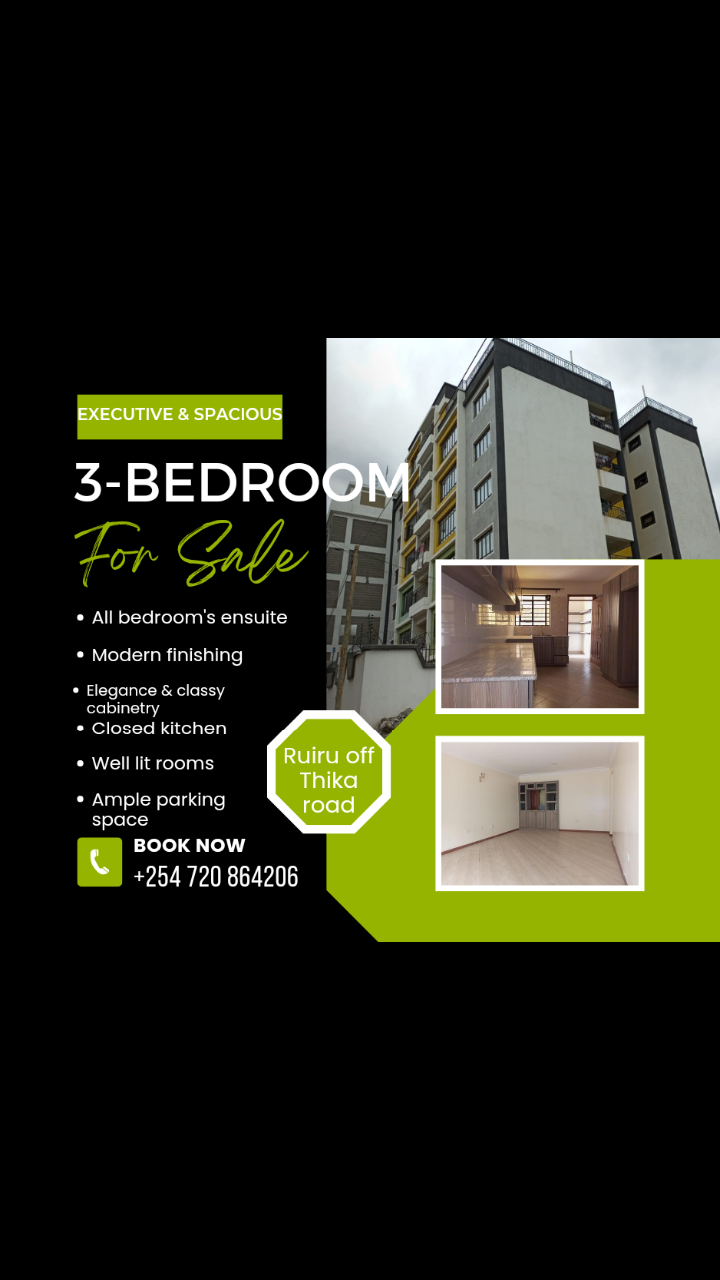 EXECUTIVE & SPACIOUS
3-BEDROOM
For Sale
• All bedroom's ensuite
• Modern finishing
• Elegance & classy
cabinetry
• Closed kitchen
• Well lit rooms
• Ample parking
space
Ruiru off
Thika
road
BOOK NOW
+254 720 864206